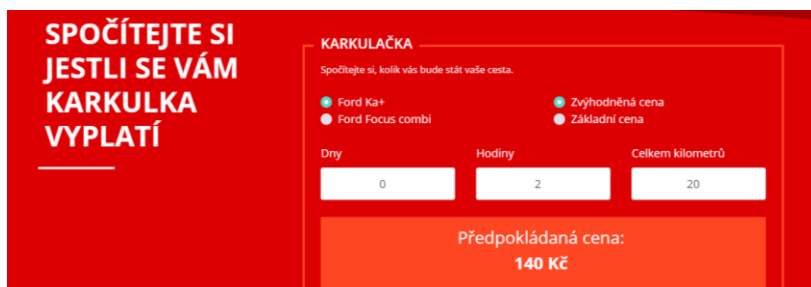 SPOČÍTEJTE SI
JESTLI SE VÁM
KARKULKA
VYPLATÍ
KARKULAČKA
Spočítejte si, kolik vás bude stát vaše cesta.
Ford Ka+
Zvýhodněná cena
Ford Focus combi
Základní cena
Dny
Hodiny
Celkem kilometrů
0
2
20
Předpokládaná cena:
140 Kč